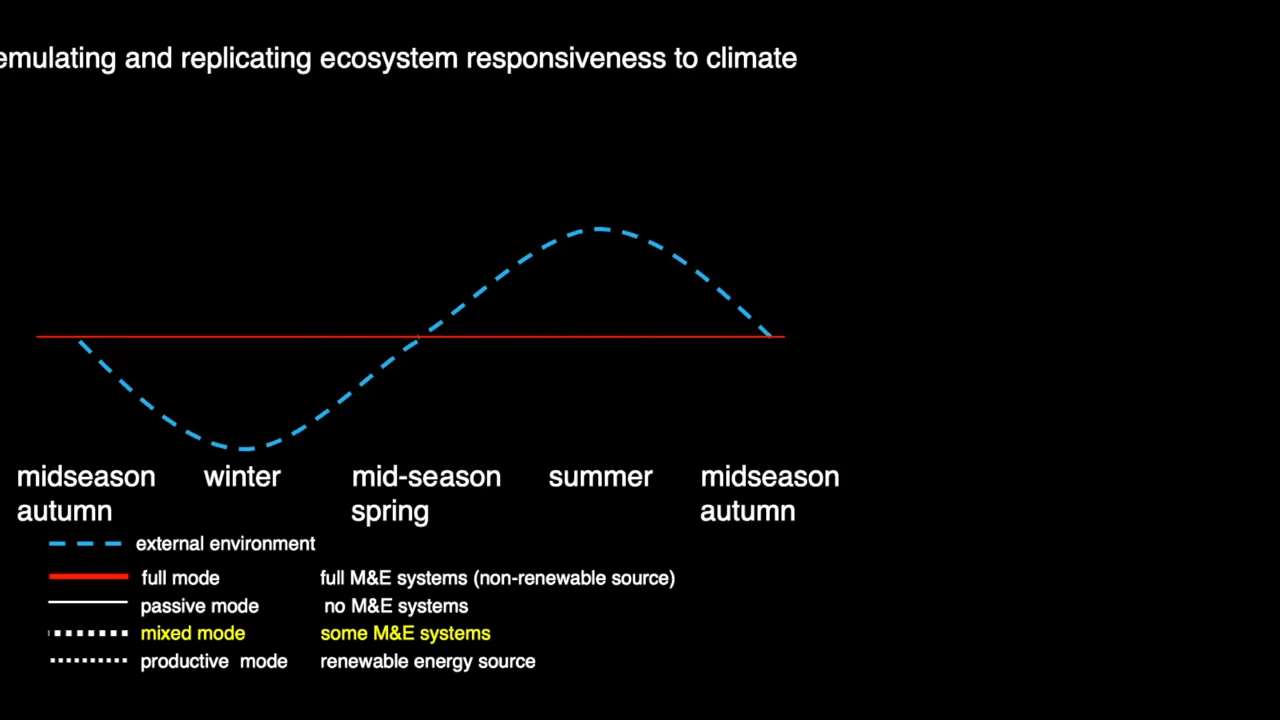 emulating and replicating ecosystem responsiveness to climate
midseason autumn
winter
mid-season spring
summer
midseason autumn
external environment
full mode full M&E systems (non-renewable source)
passive mode no M&E systems
mixed mode some M&E systems
productive mode renewable energy source